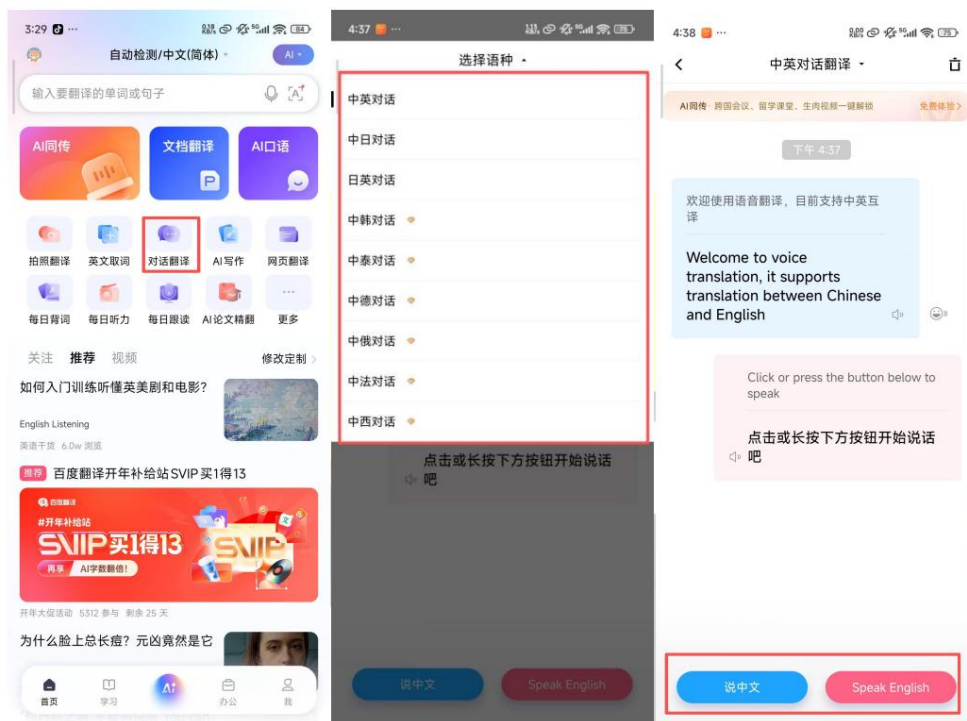 3:29
84
自动检测/中文(简体)
AI
输入要翻译的单词或句子
AI同传
文档翻译
AI口语
拍照翻译
英文取词
对话翻译
AI写作
网页翻译
每日背词
每日听力
每日跟读
AI论文精翻
更多
关注 推荐 视频
修改定制
如何入门训练听懂英美剧和电影?
English Listening
英语干货 6.0w 浏览
推荐 百度翻译开年补给站SVIP买1得13
百度翻译
#开年补给站
SVIP买1得13
再享 AI字数翻倍!
SVIP
开年大促活动 5312 参与 剩余 25 天
为什么脸上总长痘? 元凶竟然是它
首页
学习
Ai
办公
我
4:37
75
选择语种
中英对话
中日对话
日英对话
中韩对话
中泰对话
中德对话
中俄对话
中法对话
中西对话
点击或长按下方按钮开始说话
吧
说中文
Speak English
4:38
75
中英对话翻译
AI同传 跨国会议、留学课堂、生肉视频一键解锁
免费体验>
下午 4:37
欢迎使用语音翻译，目前支持中英互
译
Welcome to voice
translation, it supports
translation between Chinese
and English
Click or press the button below to
speak
点击或长按下方按钮开始说话
吧
说中文
Speak English